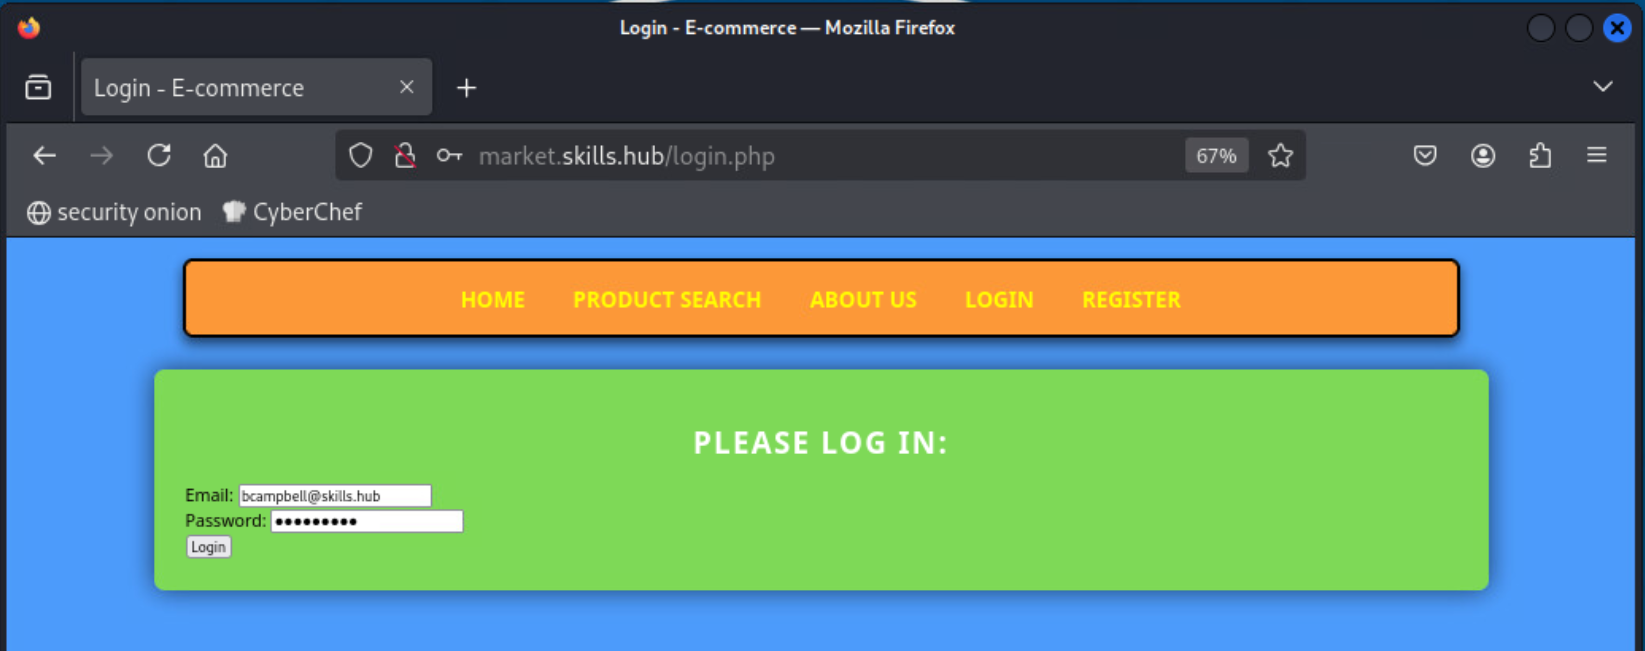 Login - E-commerce — Mozilla Firefox
Login - E-commerce
market.skills.hub/login.php 67%
security onion CyberChef
HOME PRODUCT SEARCH ABOUT US LOGIN REGISTER
PLEASE LOG IN:
Email: bcampbell@skills.hub
Password: •••••••••
Login